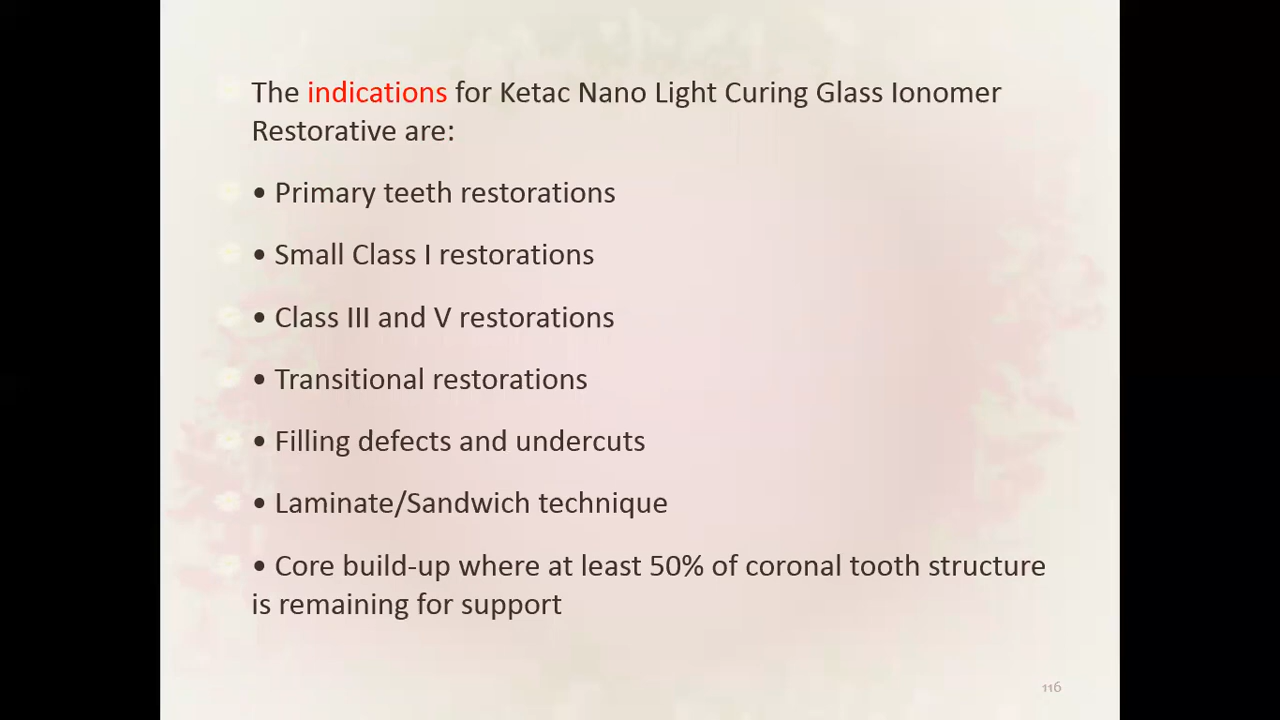 The indications for Ketac Nano Light Curing Glass Ionomer
Restorative are:
• Primary teeth restorations
• Small Class I restorations
• Class III and V restorations
• Transitional restorations
• Filling defects and undercuts
• Laminate/Sandwich technique
• Core build-up where at least 50% of coronal tooth structure
is remaining for support
116